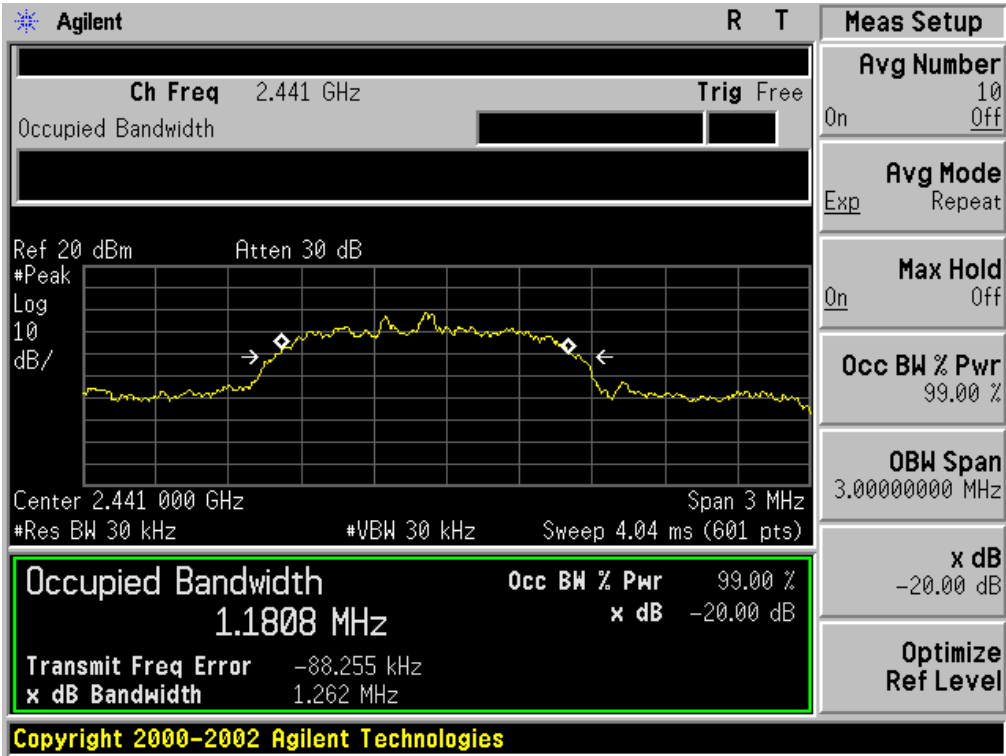 Agilent R T
Ch Freq 2.441 GHz Trig Free
Occupied Bandwidth
Ref 20 dBm Atten 30 dB
#Peak
Log
10
dB/
Center 2.441 000 GHz Span 3 MHz
#Res BW 30 kHz #VBW 30 kHz Sweep 4.04 ms (601 pts)
Occupied Bandwidth Occ BW % Pwr 99.00 %
1.1808 MHz x dB -20.00 dB
Transmit Freq Error -88.255 kHz
x dB Bandwidth 1.262 MHz
Copyright 2000-2002 Agilent Technologies
Meas Setup
Avg Number
10
On Off
Avg Mode
Exp Repeat
Max Hold
On Off
Occ BW % Pwr
99.00 %
OBW Span
3.00000000 MHz
x dB
-20.00 dB
Optimize
Ref Level